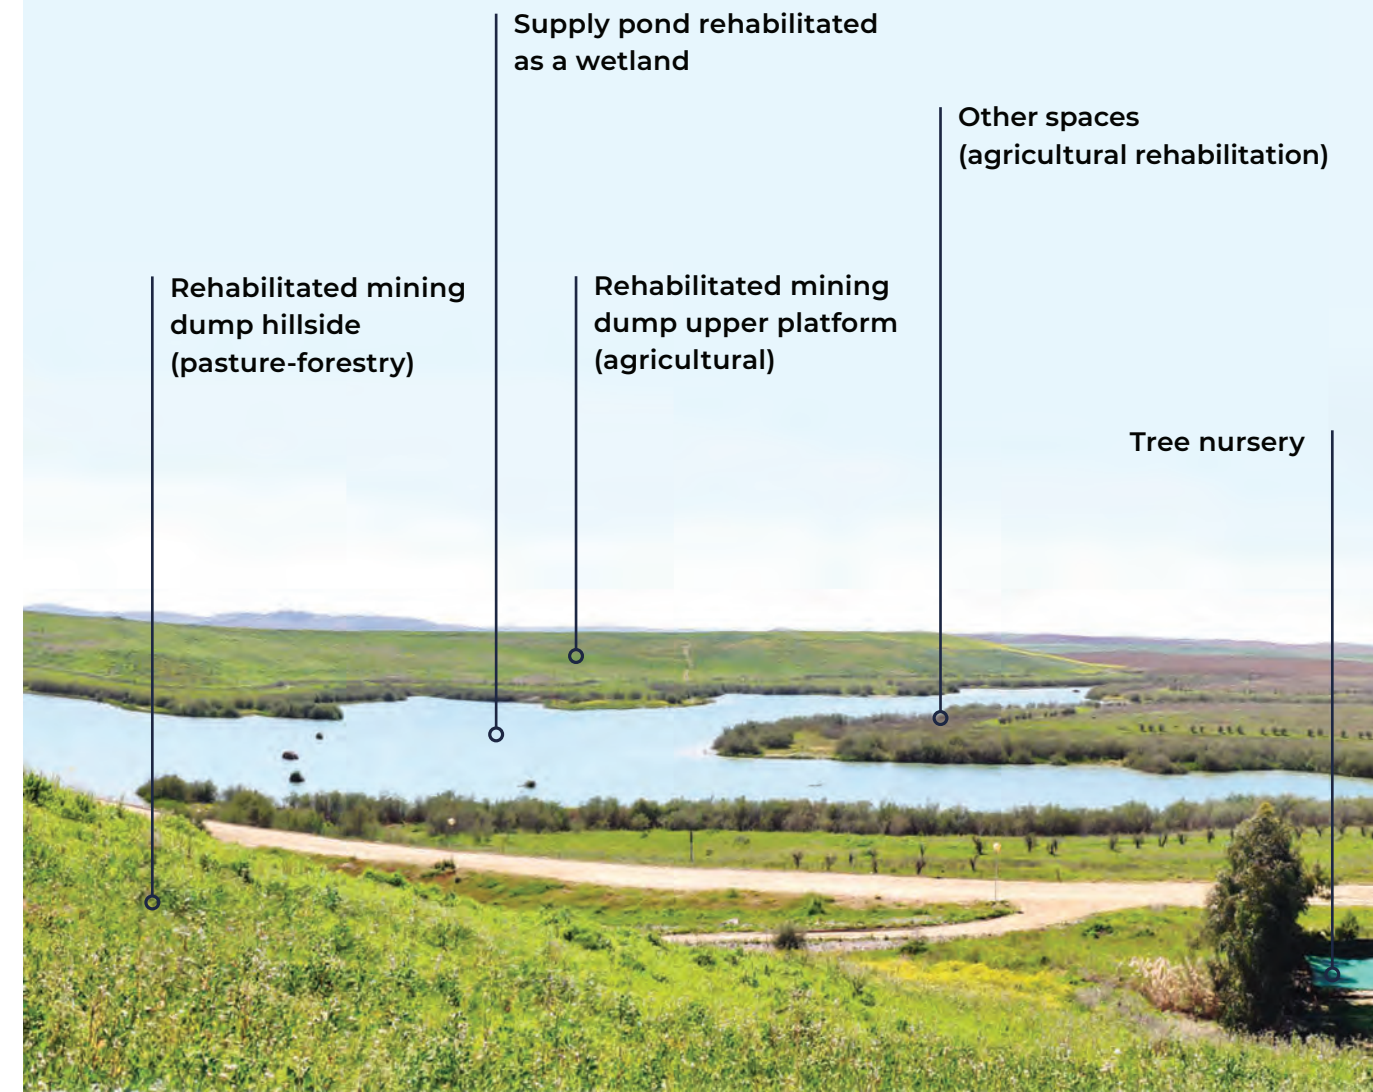 Supply pond rehabilitated
as a wetland
Other spaces
(agricultural rehabilitation)
Rehabilitated mining
dump hillside
(pasture-forestry)
Rehabilitated mining
dump upper platform
(agricultural)
Tree nursery